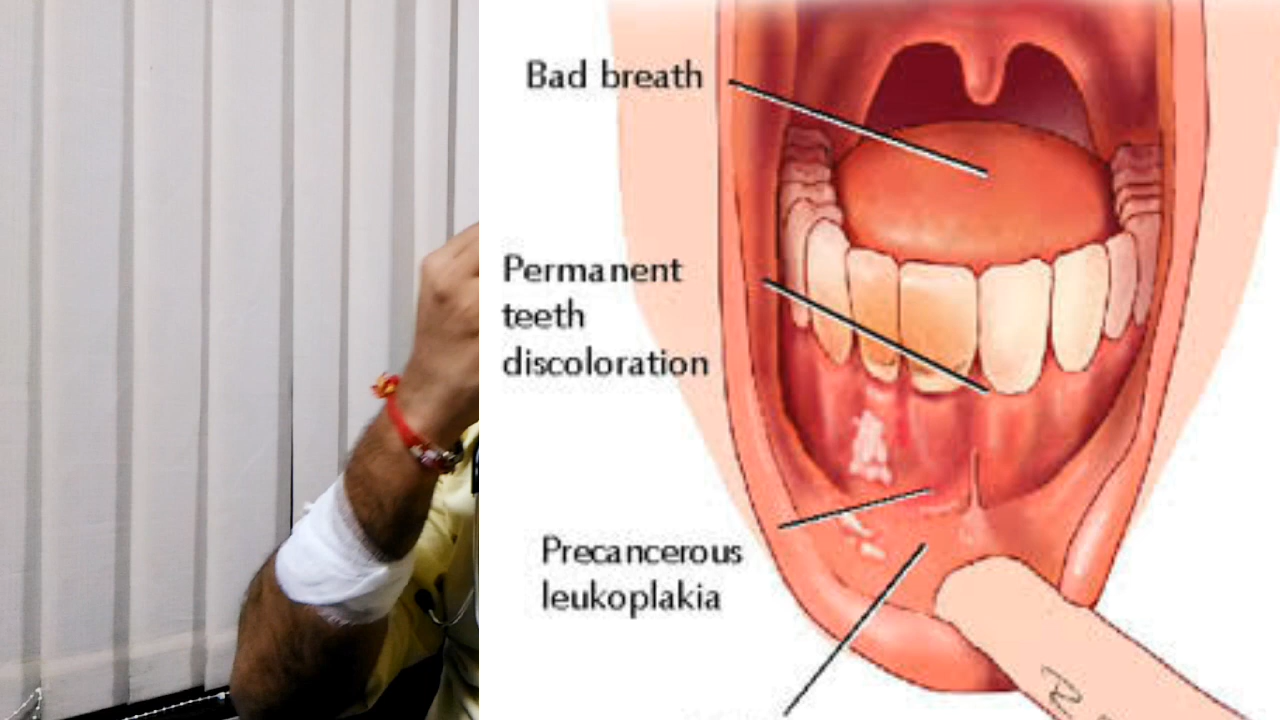 Bad breath
Permanent
teeth
discoloration
Precancerous
leukoplakia